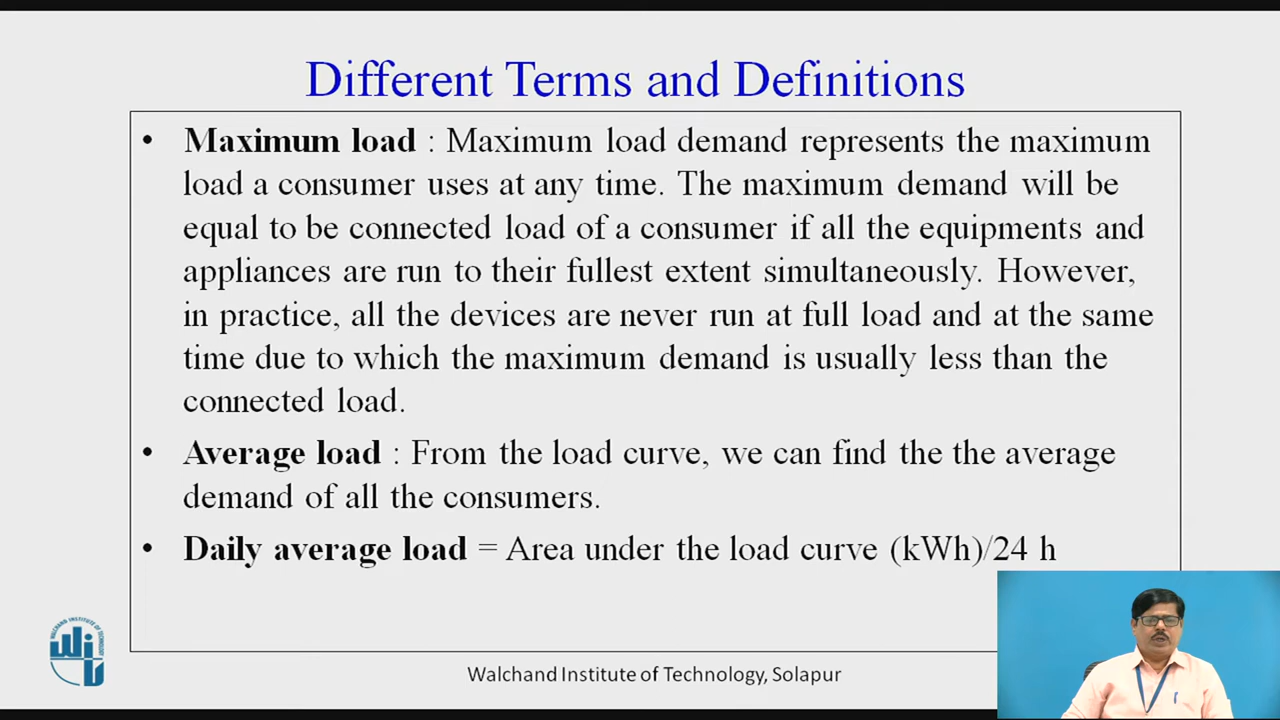 Different Terms and Definitions
• Maximum load : Maximum load demand represents the maximum
load a consumer uses at any time. The maximum demand will be
equal to be connected load of a consumer if all the equipments and
appliances are run to their fullest extent simultaneously. However,
in practice, all the devices are never run at full load and at the same
time due to which the maximum demand is usually less than the
connected load.
• Average load : From the load curve, we can find the the average
demand of all the consumers.
• Daily average load = Area under the load curve (kWh)/24 h
WALCHAND INSTITUTE OF TECHNOLOGY
Walchand Institute of Technology, Solapur